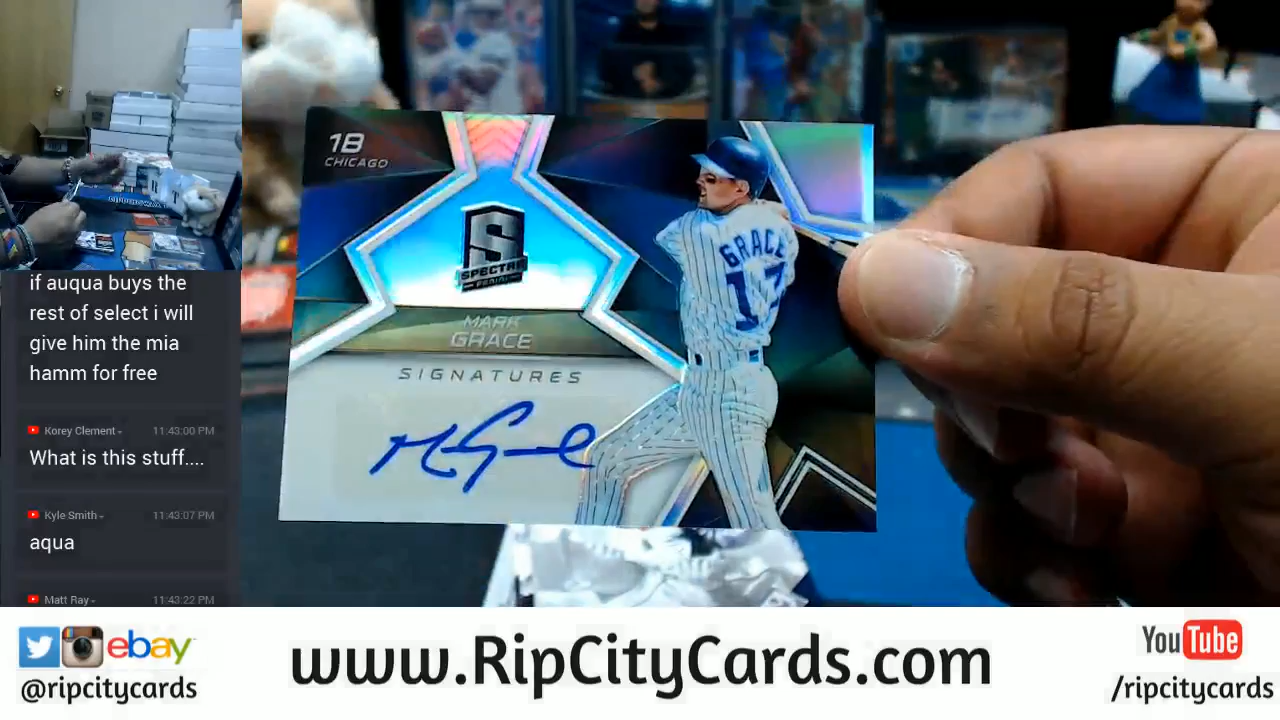 if auqua buys the
rest of select i will
give him the mia
hamm for free
Korey Clement 11:43:00 PM
What is this stuff....
Kyle Smith 11:43:07 PM
aqua
Matt Ray 11:43:22 PM
18
CHICAGO
S
SPECTRA
PANINI
MARK
GRACE
SIGNATURES
GRACE
17
ebay
@ripcitycards
www.RipCityCards.com
YouTube
/ripcitycards